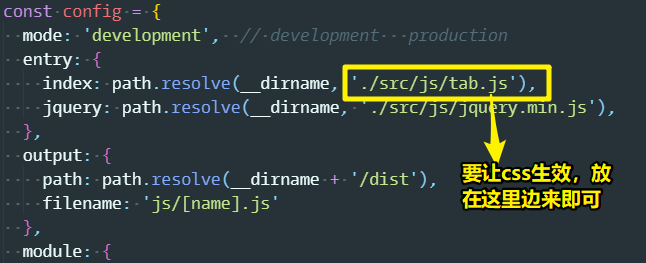 const config = {
mode: 'development', // development production
entry: {
index: path.resolve(__dirname, './src/js/tab.js'),
jquery: path.resolve(__dirname, './src/js/jquery.min.js'),
},
output: {
path: path.resolve(__dirname + '/dist'),
filename: 'js/[name].js'
},
module: {
要让css生效，放
在这里边来即可